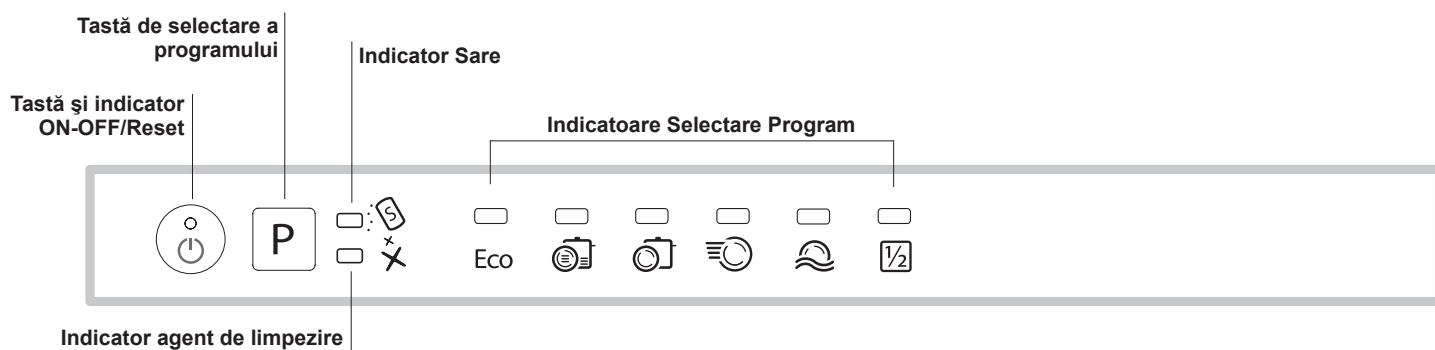 Tastă de selectare a
programului
Indicator Sare
Tastă şi indicator
ON-OFF/Reset
Indicatoare Selectare Program
P
S
Eco
1/2
Indicator agent de limpezire